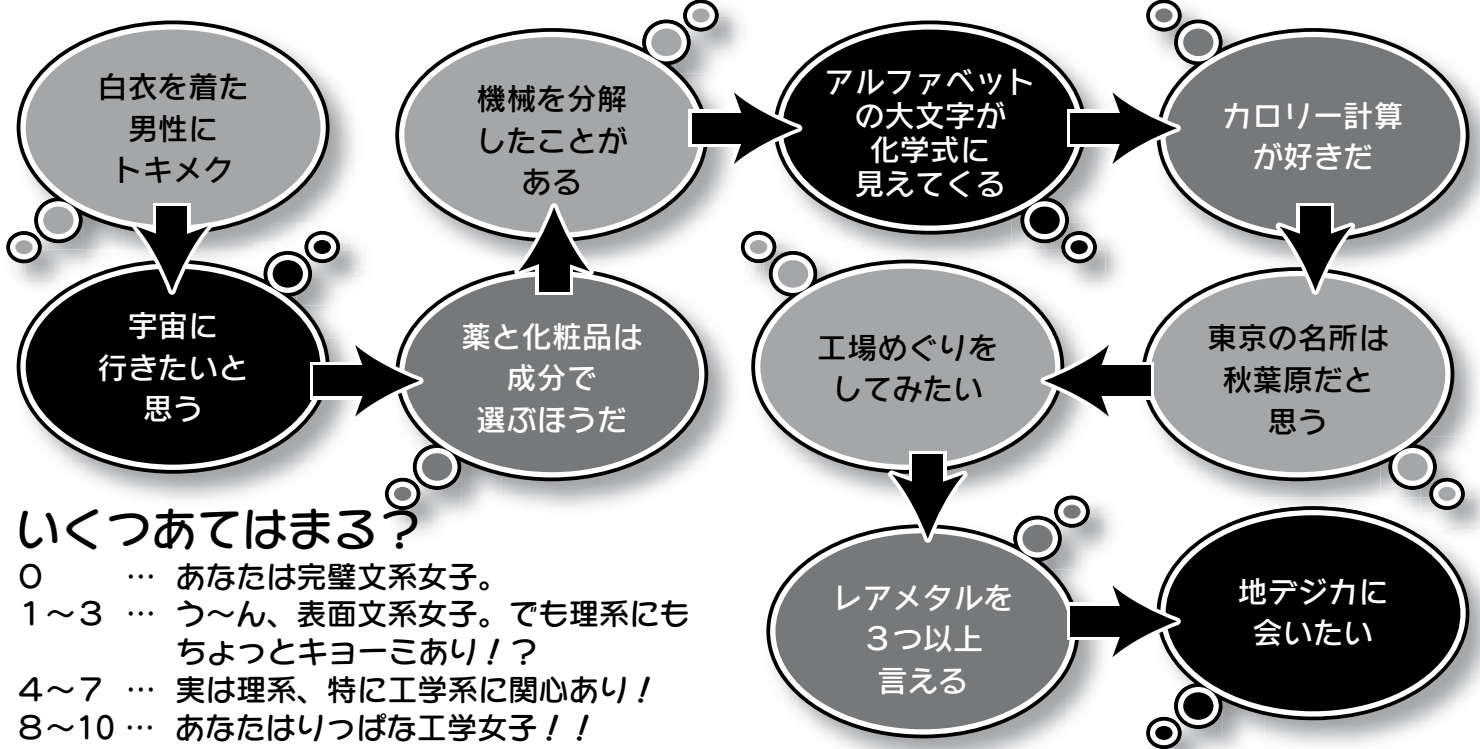 白衣を着た
男性に
トキメク
宇宙に
行きたいと
思う
薬と化粧品は
成分で
選ぶほうだ
機械を分解
したことが
ある
アルファベット
の大文字が
化学式に
見えてくる
カロリー計算
が好きだ
東京の名所は
秋葉原だと
思う
工場めぐりを
してみたい
レアメタルを
3つ以上
言える
地デジカに
会いたい
いくつあてはまる？
0 … あなたは完璧文系女子。
1～3 … う～ん、表面文系女子。でも理系にも
ちょっとキョーミあり！？
4～7 … 実は理系、特に工学系に関心あり！
8～10 … あなたはりっぱな工学女子！！